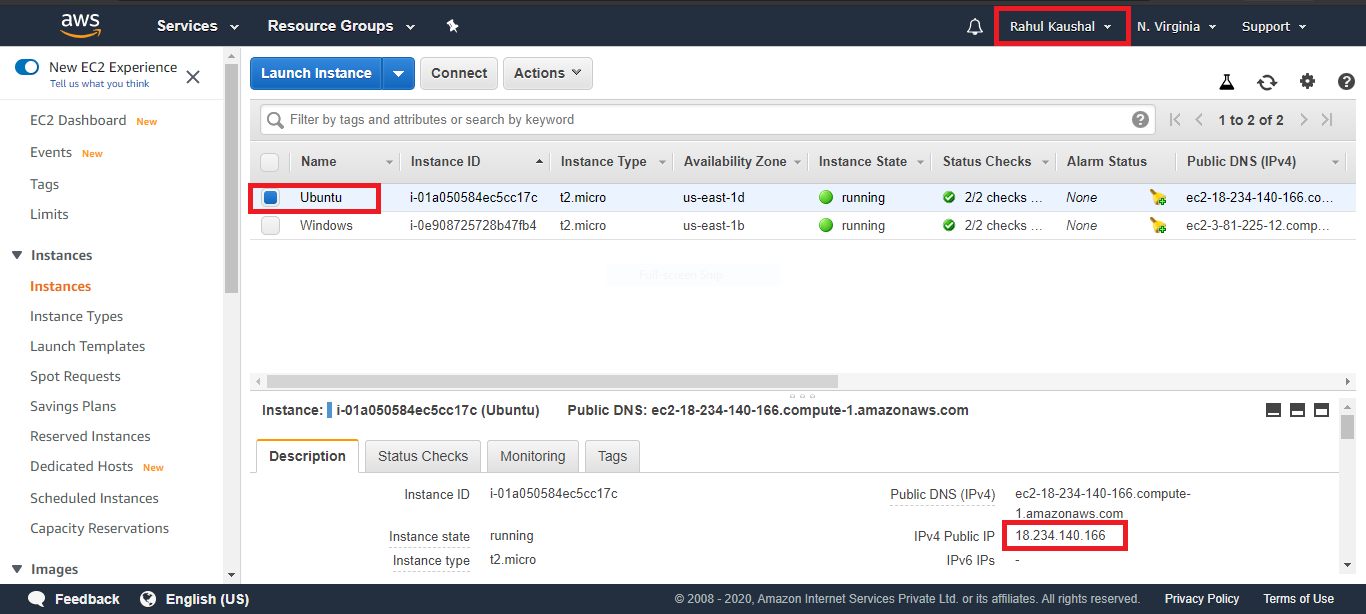 aws Services Resource Groups Rahul Kaushal N. Virginia Support
New EC2 Experience
Tell us what you think
EC2 Dashboard New
Events New
Tags
Limits
Instances
Instances
Instance Types
Launch Templates
Spot Requests
Savings Plans
Reserved Instances
Dedicated Hosts New
Scheduled Instances
Capacity Reservations
Images
Launch Instance Connect Actions
Filter by tags and attributes or search by keyword 1 to 2 of 2
Name Instance ID Instance Type Availability Zone Instance State Status Checks Alarm Status Public DNS (IPv4)
Ubuntu i-01a050584ec5cc17c t2.micro us-east-1d running 2/2 checks ... None ec2-18-234-140-166.co...
Windows i-0e908725728b47fb4 t2.micro us-east-1b running 2/2 checks ... None ec2-3-81-225-12.comp...
Full-screen Snip
Instance: i-01a050584ec5cc17c (Ubuntu) Public DNS: ec2-18-234-140-166.compute-1.amazonaws.com
Description Status Checks Monitoring Tags
Instance ID i-01a050584ec5cc17c
Instance state running
Instance type t2.micro
Public DNS (IPv4) ec2-18-234-140-166.compute-
1.amazonaws.com
IPv4 Public IP 18.234.140.166
IPv6 IPs -
Feedback English (US) © 2008 - 2020, Amazon Internet Services Private Ltd. or its affiliates. All rights reserved. Privacy Policy Terms of Use